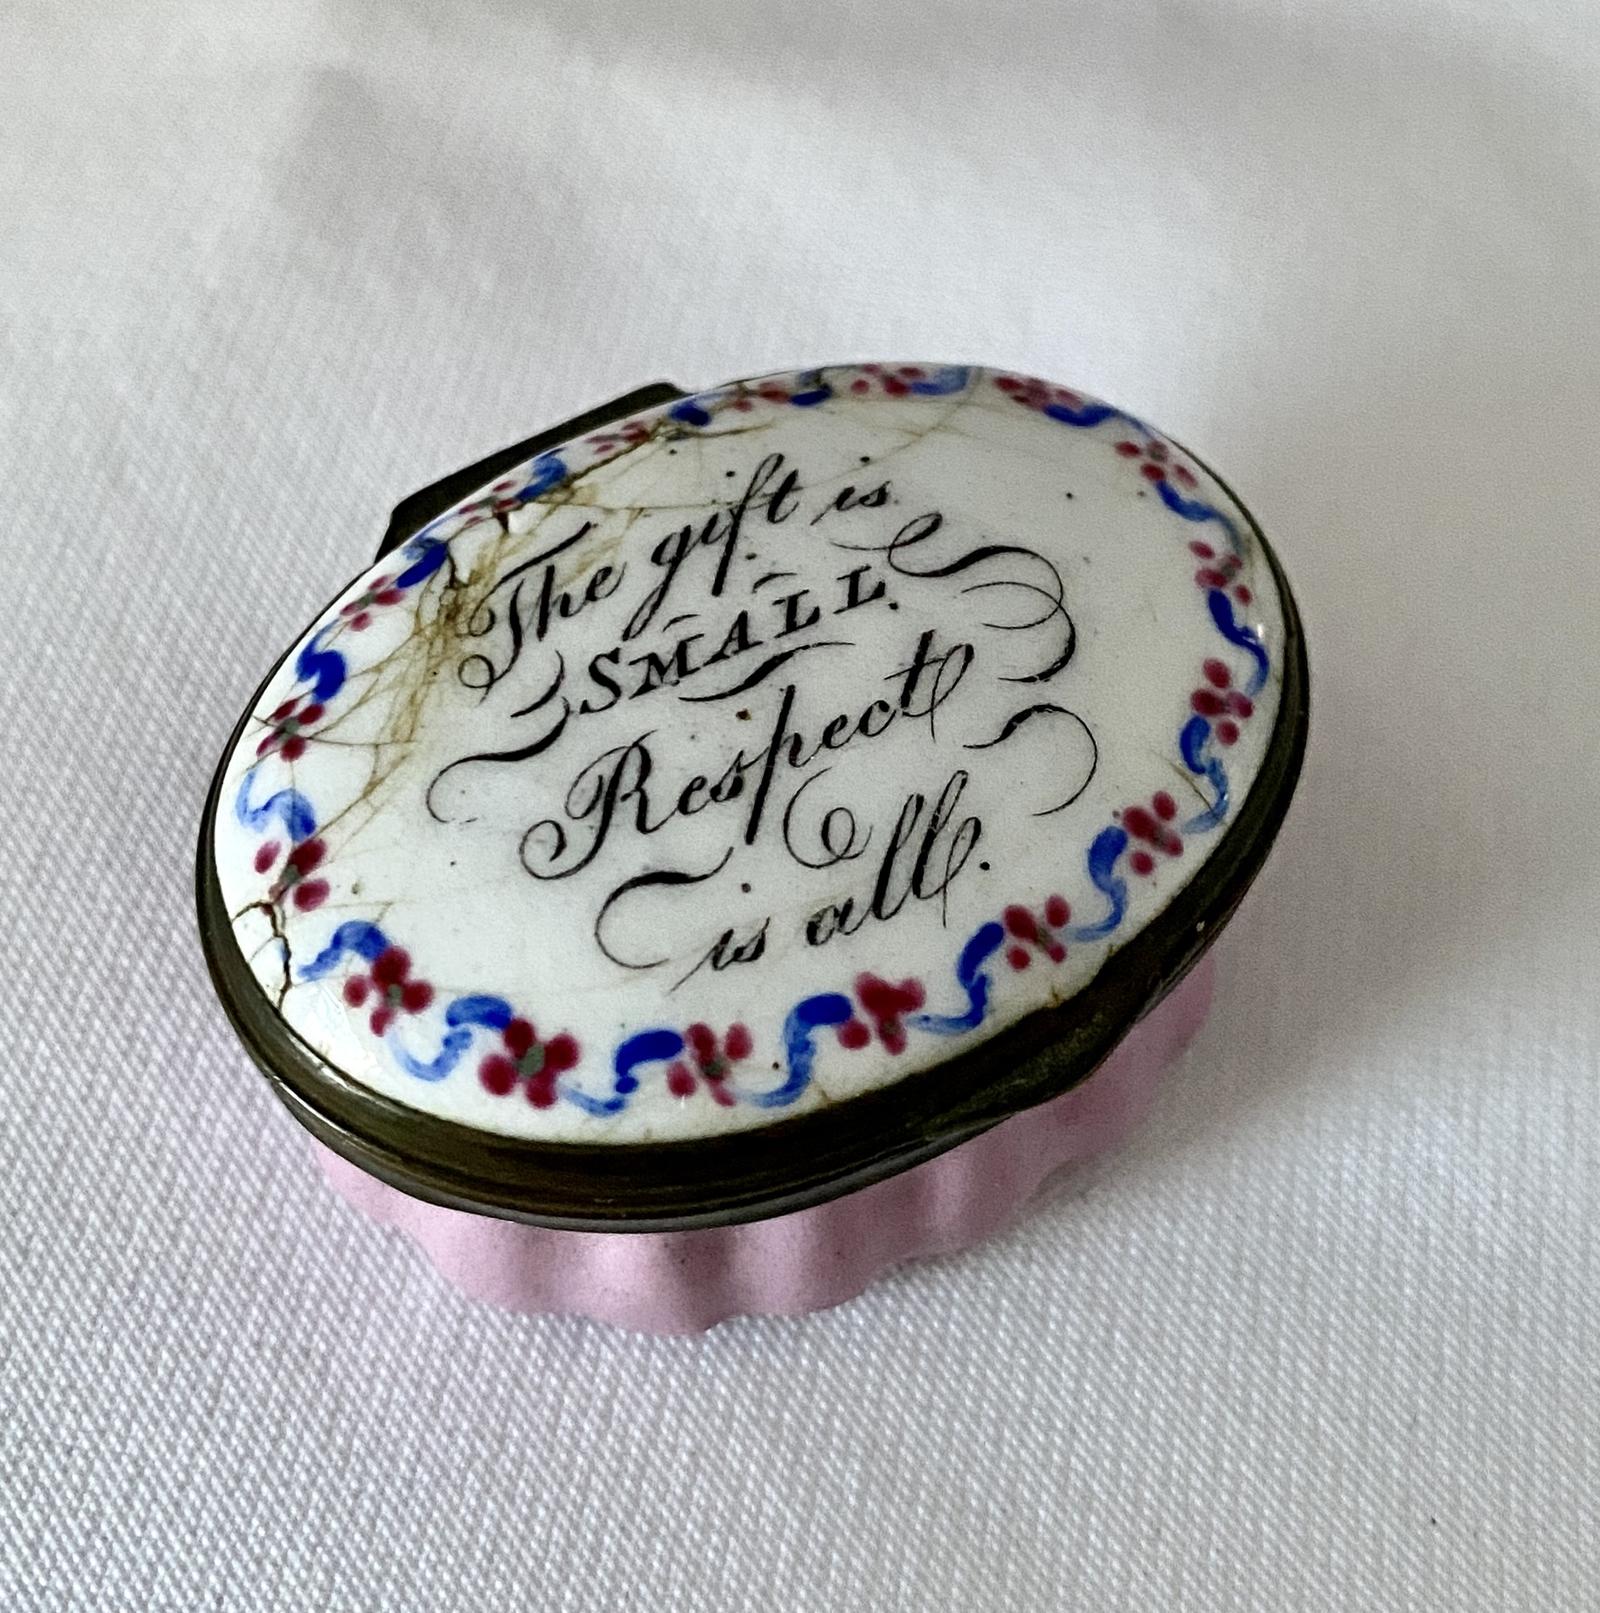 The gift is
SMALL.
Respect
is all.